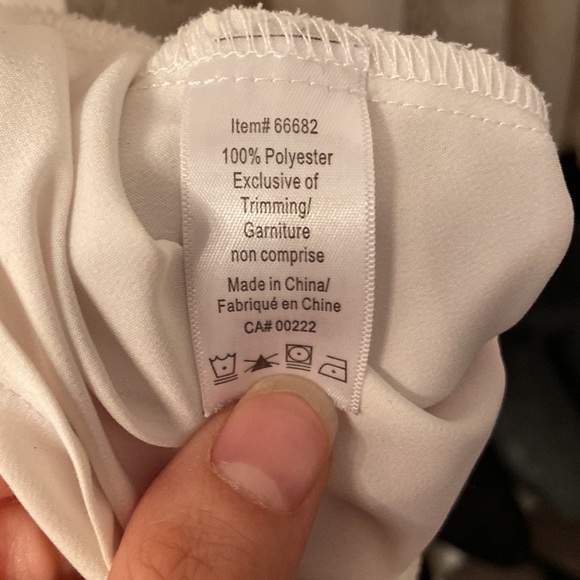 Item# 66682
100% Polyester
Exclusive of
Trimming/
Garniture
non comprise
Made in China/
Fabriqué en Chine
CA# 00222